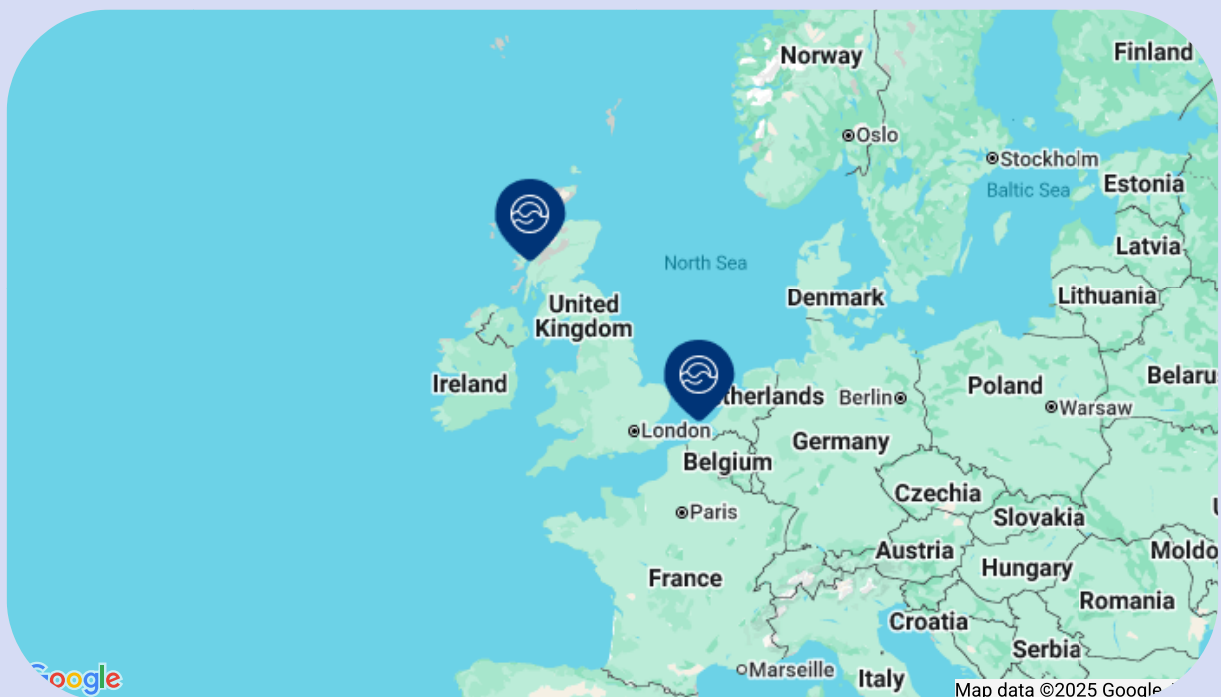 Norway
Finland
Oslo
Stockholm
Baltic Sea
Estonia
Latvia
North Sea
Denmark
Lithuania
United
Kingdom
Ireland
therlands
Berlin
Poland
Belaru
Warsaw
London
Germany
Belgium
Czechia
Paris
Slovakia
Austria
Moldo
France
Hungary
Romania
Croatia
Serbia
Marseille
Italy
Google
Map data ©2025 Google,